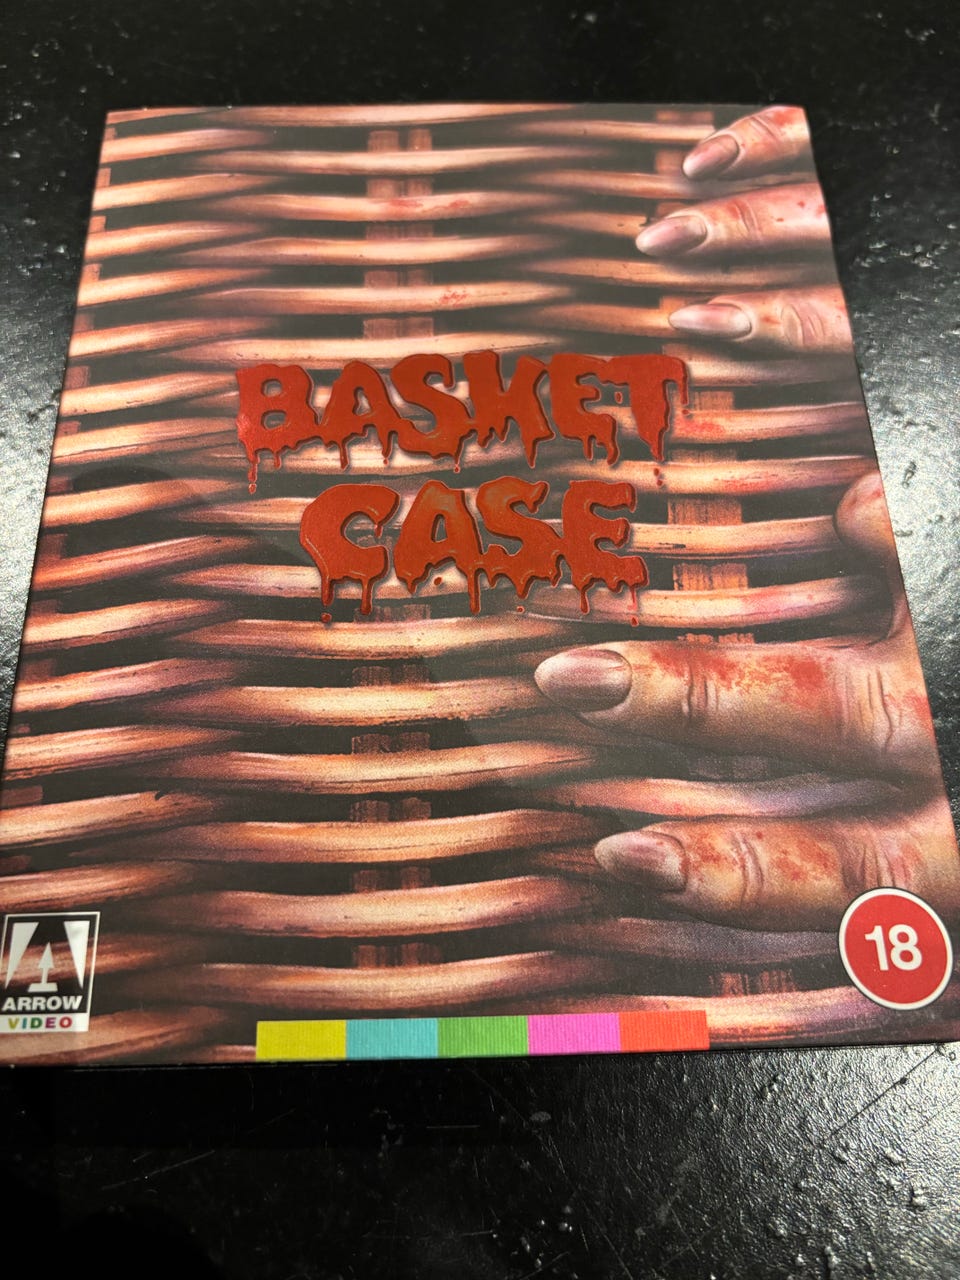 BASKET
CASE
ARROW
VIDEO
18